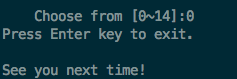 Choose from [0~14]:0
Press Enter key to exit.
See you next time!